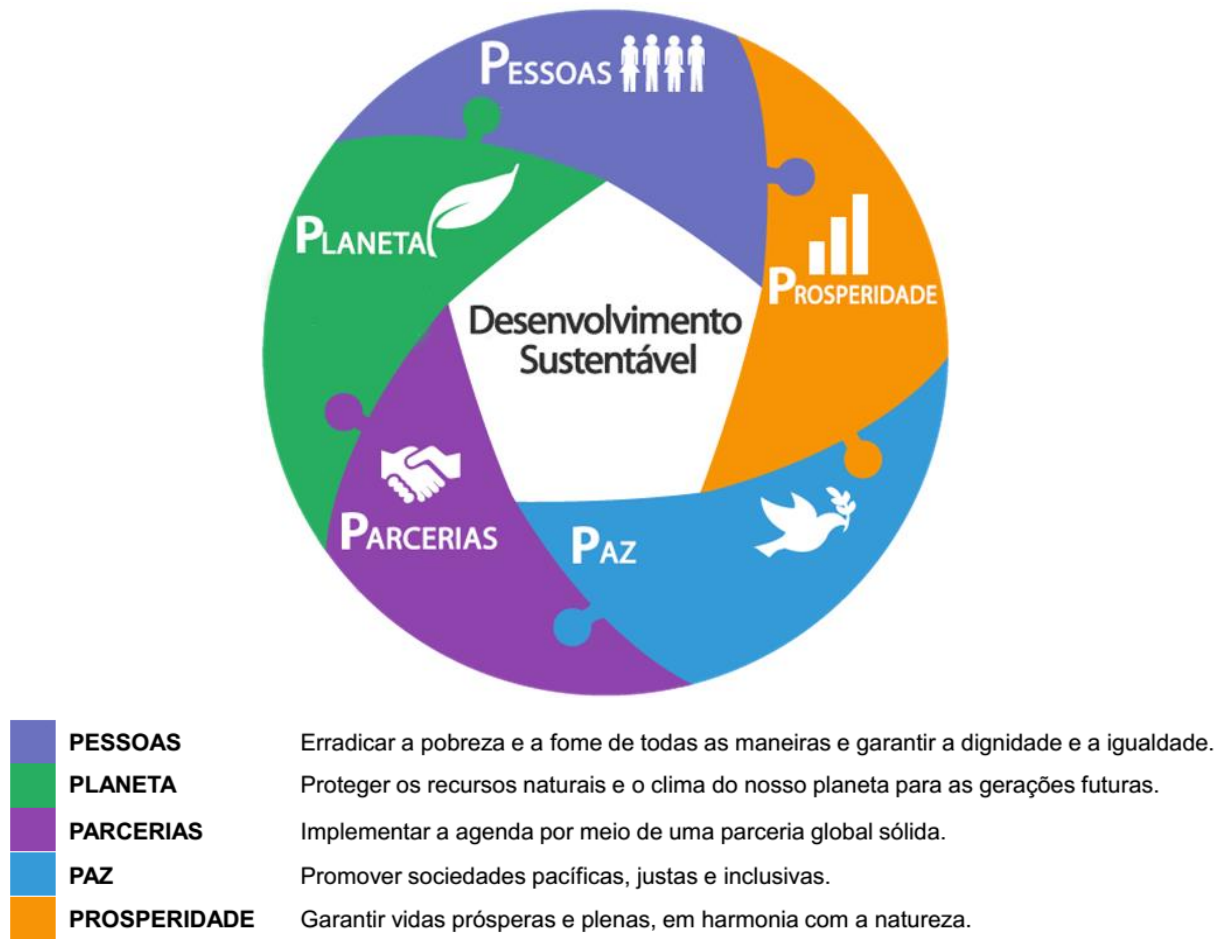 PESSOAS
PLANETA
PROSPERIDADE
Desenvolvimento
Sustentável
PARCERIAS
PAZ
PESSOAS Erradicar a pobreza e a fome de todas as maneiras e garantir a dignidade e a igualdade.
PLANETA Proteger os recursos naturais e o clima do nosso planeta para as gerações futuras.
PARCERIAS Implementar a agenda por meio de uma parceria global sólida.
PAZ Promover sociedades pacíficas, justas e inclusivas.
PROSPERIDADE Garantir vidas prósperas e plenas, em harmonia com a natureza.